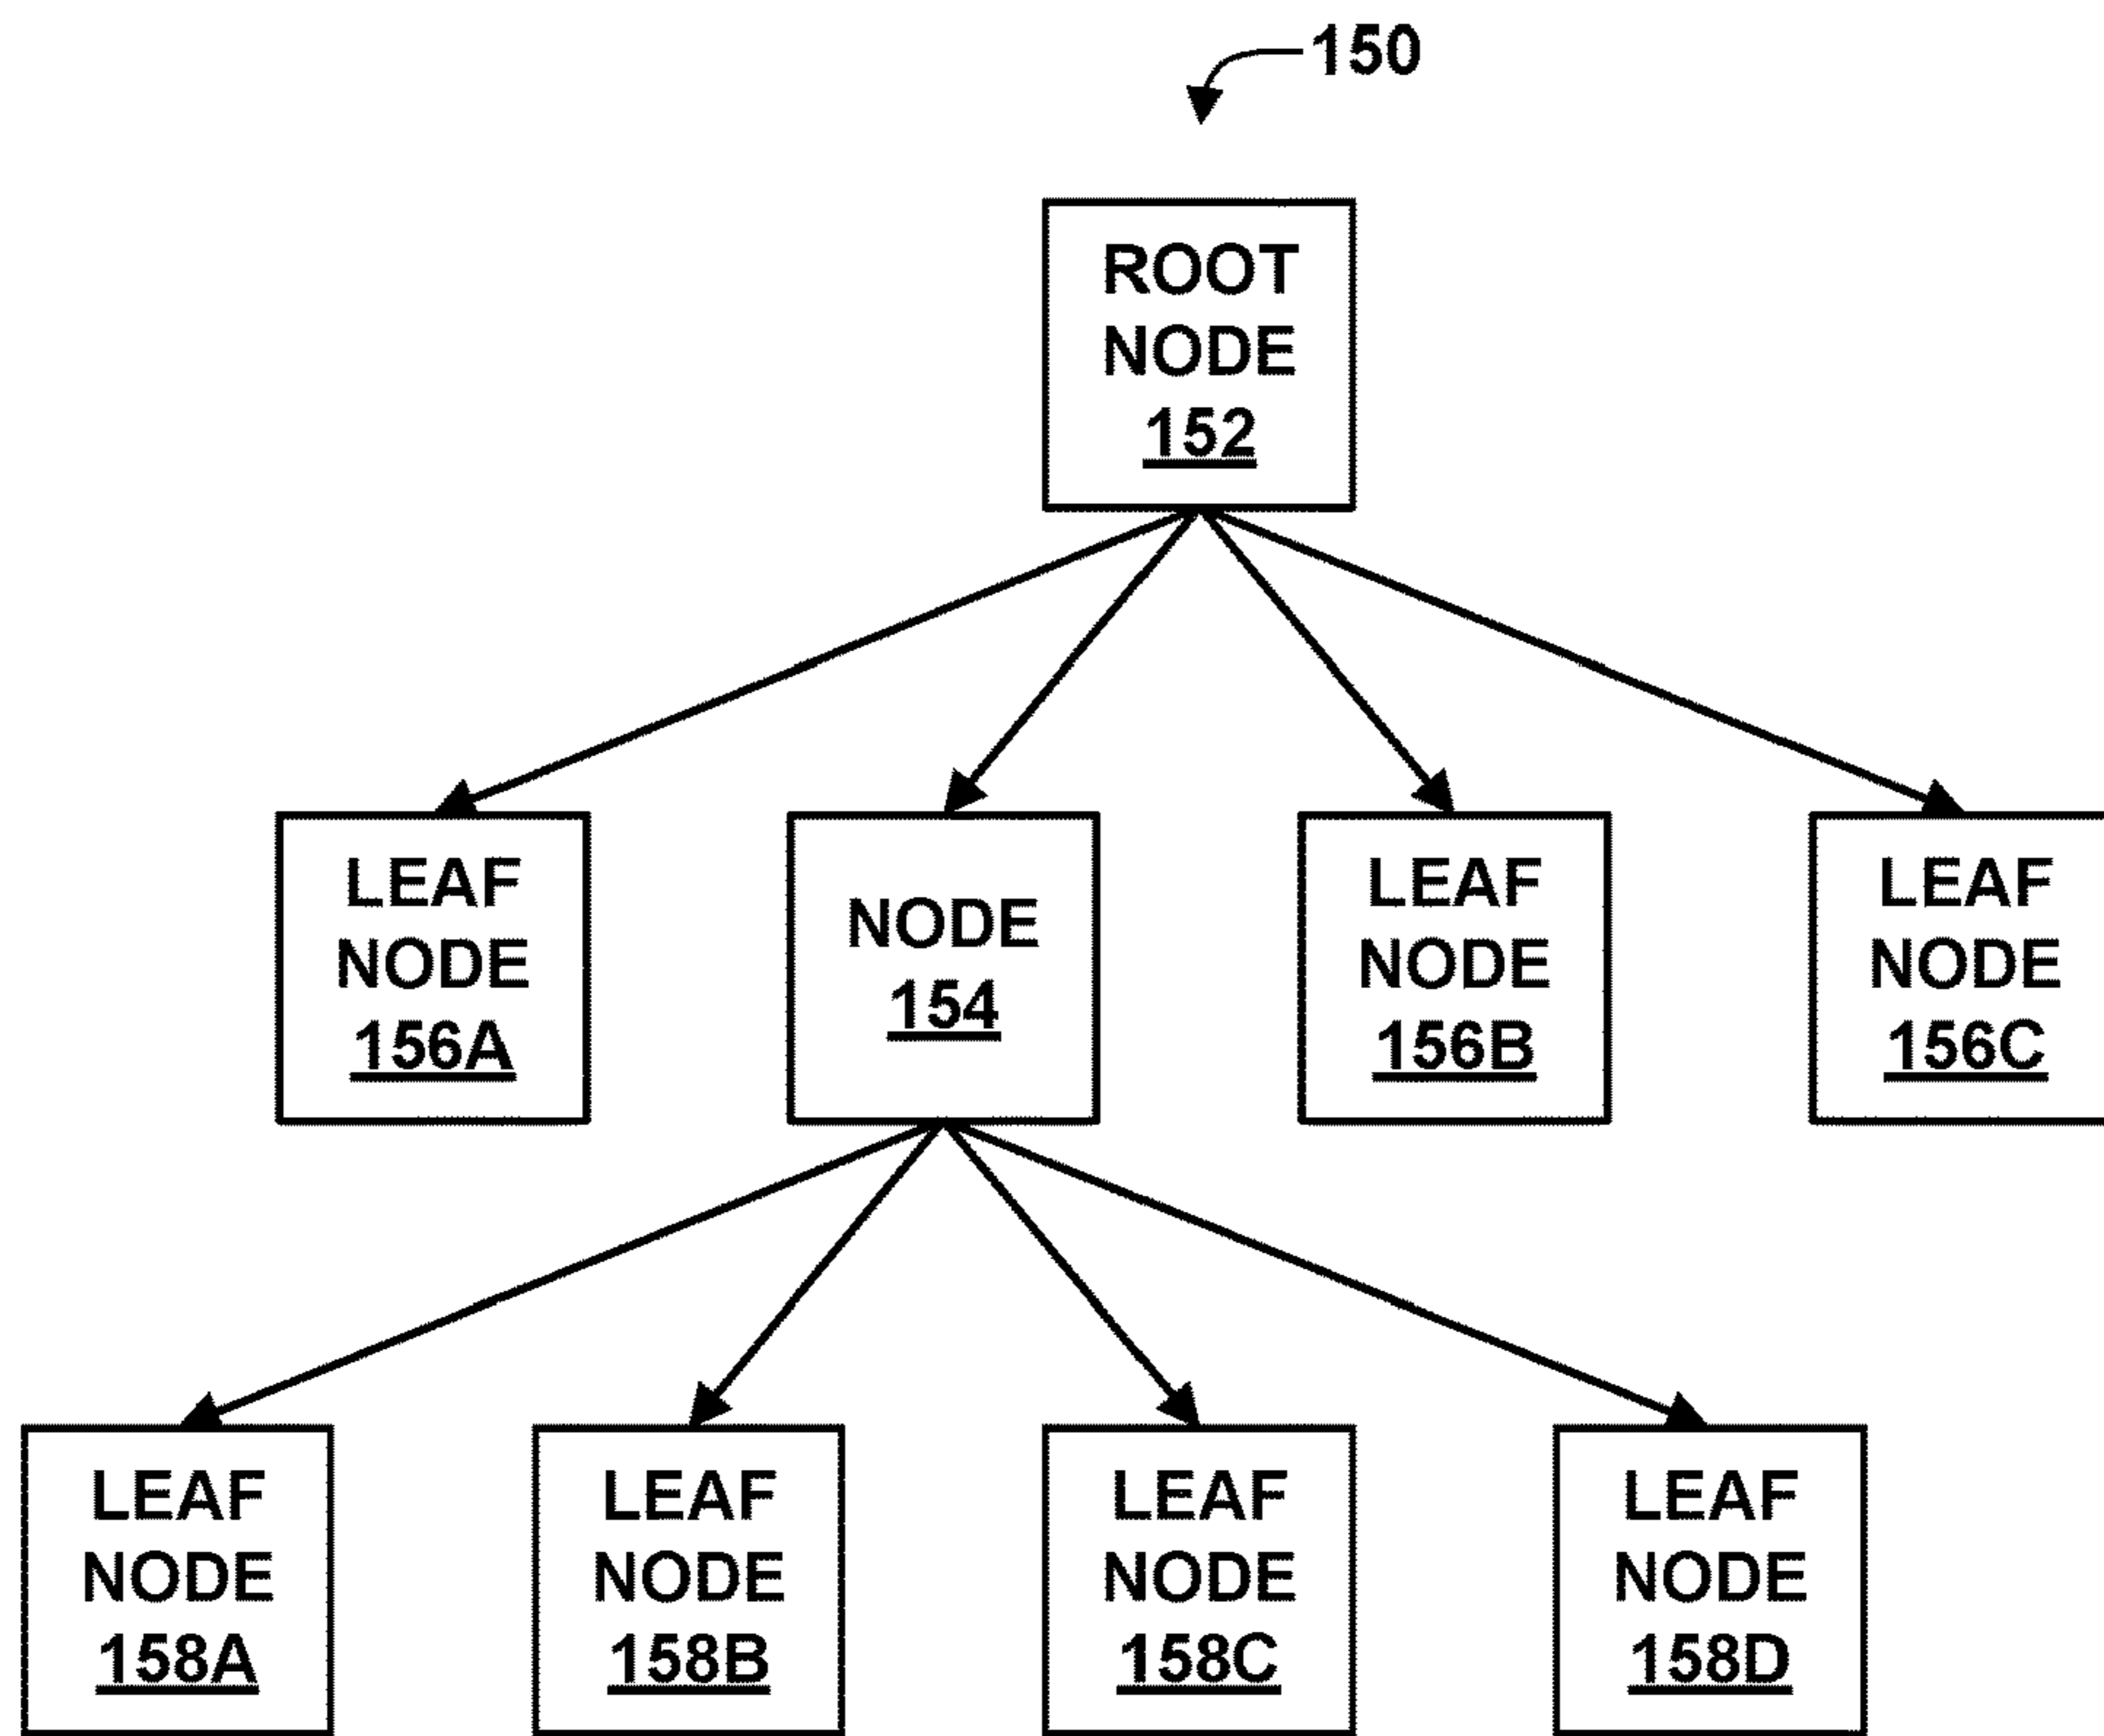 150
ROOT
NODE
152
LEAF
NODE
156A
NODE
154
LEAF
NODE
156B
LEAF
NODE
156C
LEAF
NODE
158A
LEAF
NODE
158B
LEAF
NODE
158C
LEAF
NODE
158D